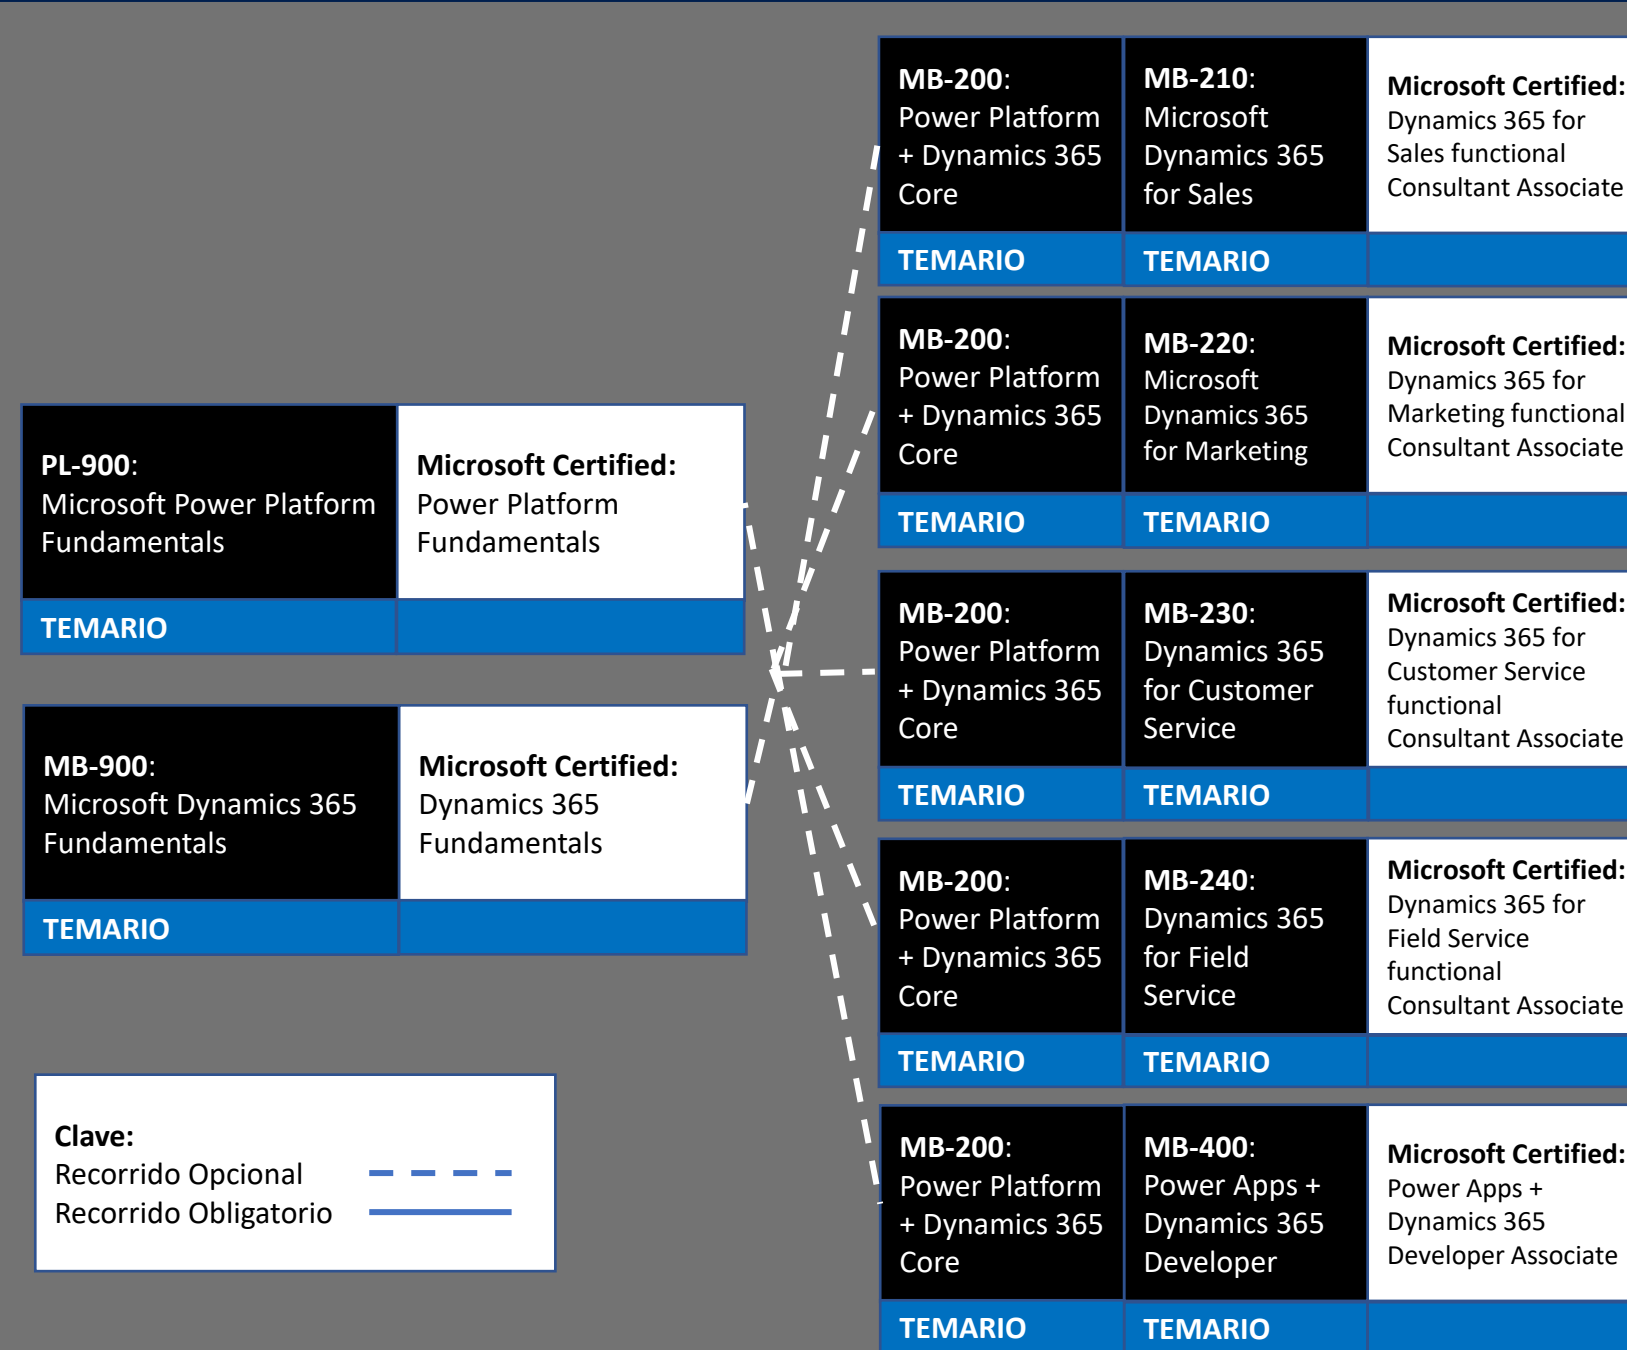 PL-900:
Microsoft Power Platform
Fundamentals
Microsoft Certified:
Power Platform
Fundamentals
TEMARIO
MB-900:
Microsoft Dynamics 365
Fundamentals
Microsoft Certified:
Dynamics 365
Fundamentals
TEMARIO
Clave:
Recorrido Opcional
Recorrido Obligatorio
MB-200:
Power Platform
+ Dynamics 365
Core
MB-210:
Microsoft
Dynamics 365
for Sales
Microsoft Certified:
Dynamics 365 for
Sales functional
Consultant Associate
TEMARIO
TEMARIO
MB-200:
Power Platform
+ Dynamics 365
Core
MB-220:
Microsoft
Dynamics 365
for Marketing
Microsoft Certified:
Dynamics 365 for
Marketing functional
Consultant Associate
TEMARIO
TEMARIO
MB-200:
Power Platform
+ Dynamics 365
Core
MB-230:
Dynamics 365
for Customer
Service
Microsoft Certified:
Dynamics 365 for
Customer Service
functional
Consultant Associate
TEMARIO
TEMARIO
MB-200:
Power Platform
+ Dynamics 365
Core
MB-240:
Dynamics 365
for Field
Service
Microsoft Certified:
Dynamics 365 for
Field Service
functional
Consultant Associate
TEMARIO
TEMARIO
MB-200:
Power Platform
+ Dynamics 365
Core
MB-400:
Power Apps +
Dynamics 365
Developer
Microsoft Certified:
Power Apps +
Dynamics 365
Developer Associate
TEMARIO
TEMARIO